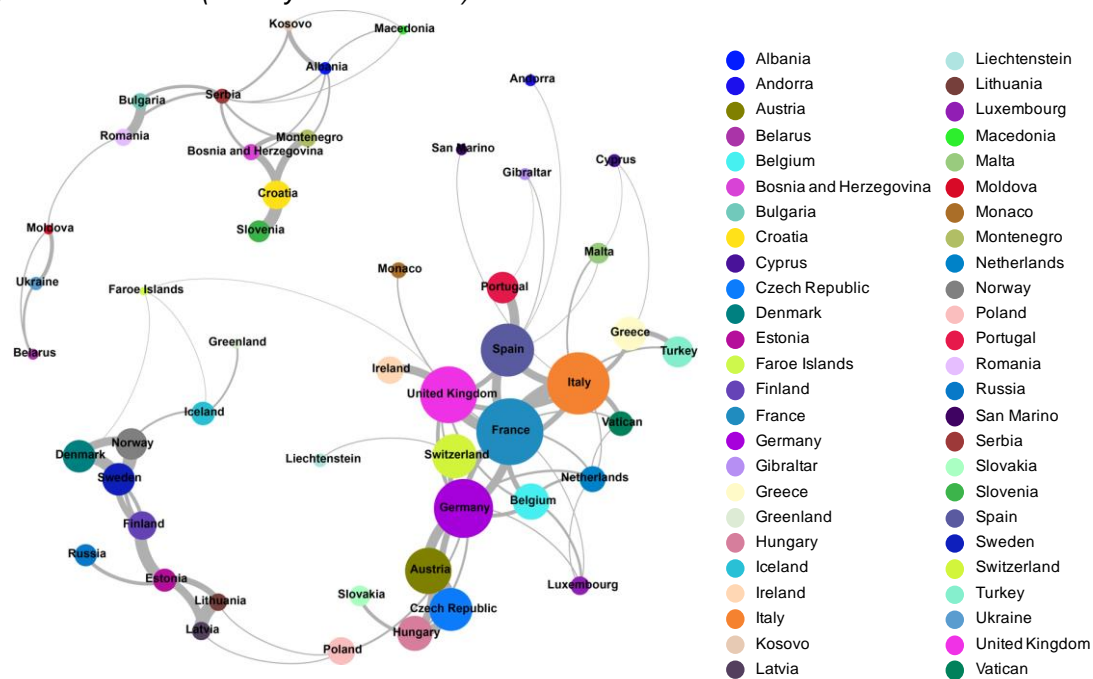 Kosovo
Macedonia
Albania
Andorra
Bulgaria
Serbia
Romania
Montenegro
Bosnia and Herzegovina
San Marino
Gibraltar
Cyprus
Croatia
Slovenia
Moldova
Malta
Monaco
Ukraine
Faroe Islands
Portugal
Greece
Greenland
Spain
Turkey
Belarus
Ireland
Italy
United Kingdom
Iceland
Vatican
France
Norway
Denmark
Switzerland
Liechtenstein
Sweden
Netherlands
Belgium
Germany
Finland
Russia
Austria
Estonia
Luxembourg
Slovakia
Lithuania
Czech Republic
Latvia
Hungary
Poland
Albania
Andorra
Austria
Belarus
Belgium
Bosnia and Herzegovina
Bulgaria
Croatia
Cyprus
Czech Republic
Denmark
Estonia
Faroe Islands
Finland
France
Germany
Gibraltar
Greece
Greenland
Hungary
Iceland
Ireland
Italy
Kosovo
Latvia
Liechtenstein
Lithuania
Luxembourg
Macedonia
Malta
Moldova
Monaco
Montenegro
Netherlands
Norway
Poland
Portugal
Romania
Russia
San Marino
Serbia
Slovakia
Slovenia
Spain
Sweden
Switzerland
Turkey
Ukraine
United Kingdom
Vatican